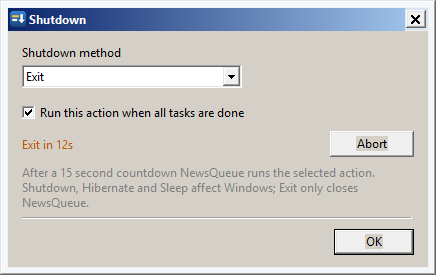 Shutdown
Shutdown method
Exit
Run this action when all tasks are done
Exit in 12s
Abort
After a 15 second countdown NewsQueue runs the selected action.
Shutdown, Hibernate and Sleep affect Windows; Exit only closes
NewsQueue.
OK